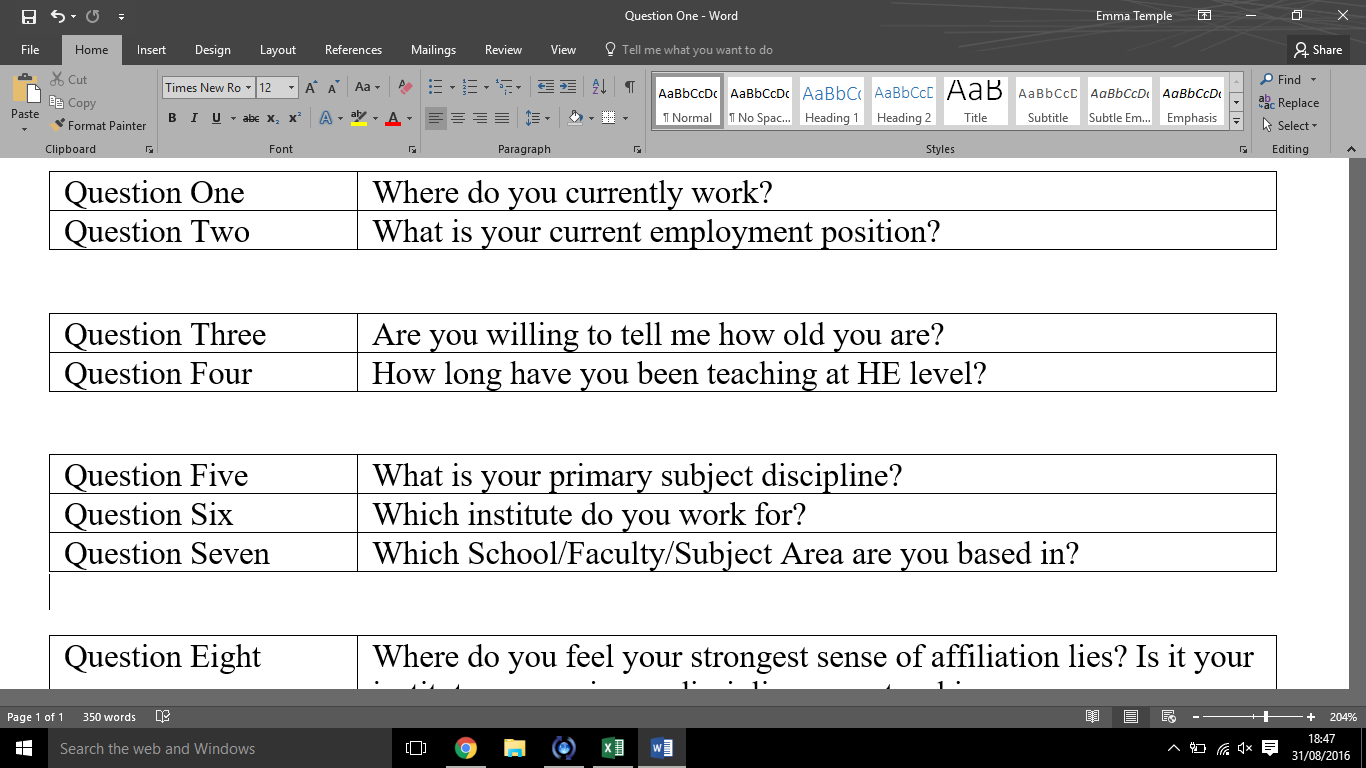 Question One - Word
Emma Temple
File Home Insert Design Layout References Mailings Review View Tell me what you want to do Share
Paste
Cut
Copy
Format Painter
Clipboard
Times New Ro 12
Aa
B I U abc x₂ x² A ab A
Font
Paragraph
AaBbCcDc AaBbCcDc AaBbCc AaBbCcD AaB AaBbCcD AaBbCcDc AaBbCcDc
¶ Normal ¶ No Spac... Heading 1 Heading 2 Title Subtitle Subtle Em... Emphasis
Styles
Find
Replace
Select
Editing
Question One Where do you currently work?
Question Two What is your current employment position?
Question Three Are you willing to tell me how old you are?
Question Four How long have you been teaching at HE level?
Question Five What is your primary subject discipline?
Question Six Which institute do you work for?
Question Seven Which School/Faculty/Subject Area are you based in?
Question Eight Where do you feel your strongest sense of affiliation lies? Is it your
Page 1 of 1 350 words 204%
Search the web and Windows
18:47
31/08/2016